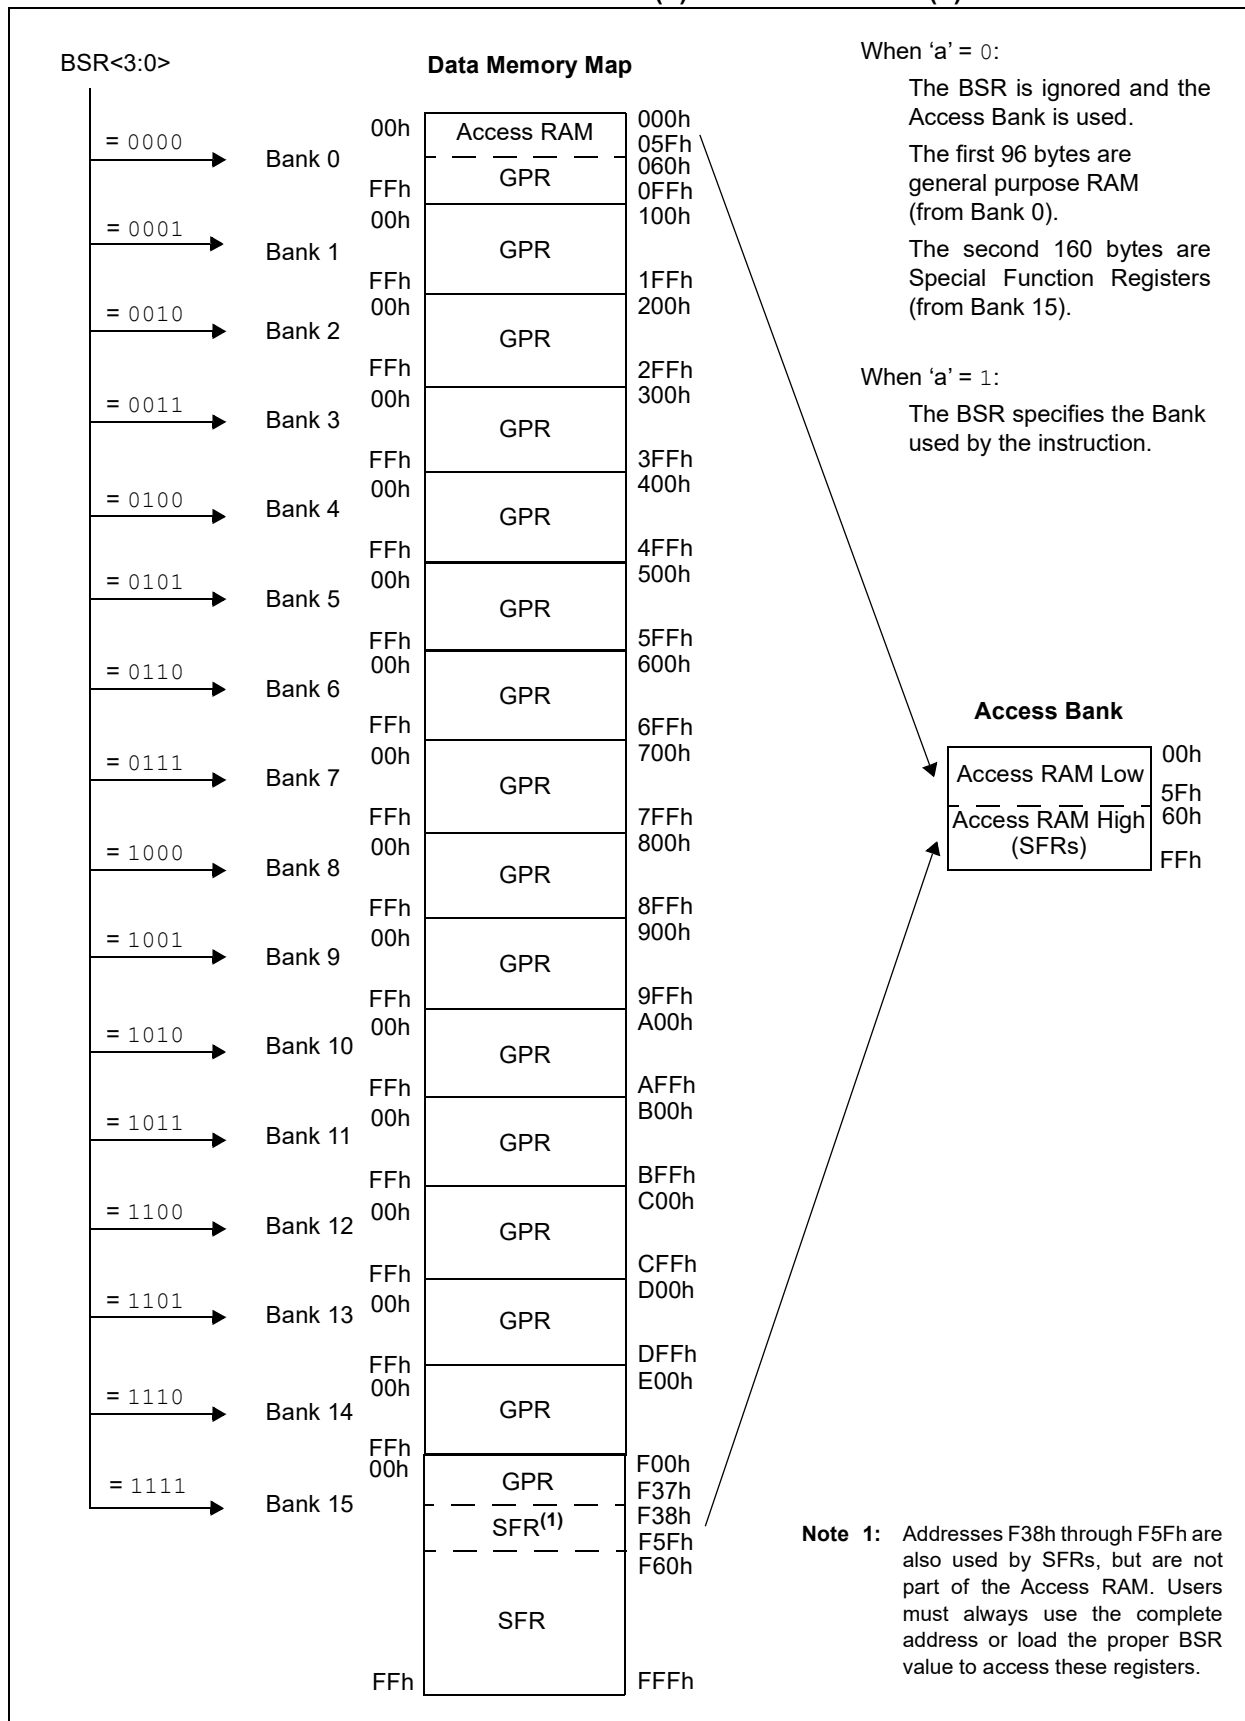 BSR<3:0>
Data Memory Map
When ‘a’ = 0:
The BSR is ignored and the
Access Bank is used.
The first 96 bytes are
general purpose RAM
(from Bank 0).
The second 160 bytes are
Special Function Registers
(from Bank 15).
When ‘a’ = 1:
The BSR specifies the Bank
used by the instruction.
= 0000
Bank 0
00h
Access RAM
000h
05Fh
060h
GPR
FFh
0FFh
= 0001
Bank 1
00h
GPR
100h
FFh
1FFh
= 0010
Bank 2
00h
GPR
200h
FFh
2FFh
= 0011
Bank 3
00h
GPR
300h
FFh
3FFh
= 0100
Bank 4
00h
GPR
400h
FFh
4FFh
= 0101
Bank 5
00h
GPR
500h
FFh
5FFh
= 0110
Bank 6
00h
GPR
600h
FFh
6FFh
= 0111
Bank 7
00h
GPR
700h
FFh
7FFh
= 1000
Bank 8
00h
GPR
800h
FFh
8FFh
= 1001
Bank 9
00h
GPR
900h
FFh
9FFh
= 1010
Bank 10
00h
GPR
A00h
FFh
AFFh
= 1011
Bank 11
00h
GPR
B00h
FFh
BFFh
= 1100
Bank 12
00h
GPR
C00h
FFh
CFFh
= 1101
Bank 13
00h
GPR
D00h
FFh
DFFh
= 1110
Bank 14
00h
GPR
E00h
FFh
= 1111
Bank 15
00h
GPR
F00h
F37h
F38h
SFR(1)
F5Fh
F60h
SFR
FFh
FFFh
Access Bank
Access RAM Low
00h
5Fh
Access RAM High
(SFRs)
60h
FFh
Note 1: Addresses F38h through F5Fh are
also used by SFRs, but are not
part of the Access RAM. Users
must always use the complete
address or load the proper BSR
value to access these registers.